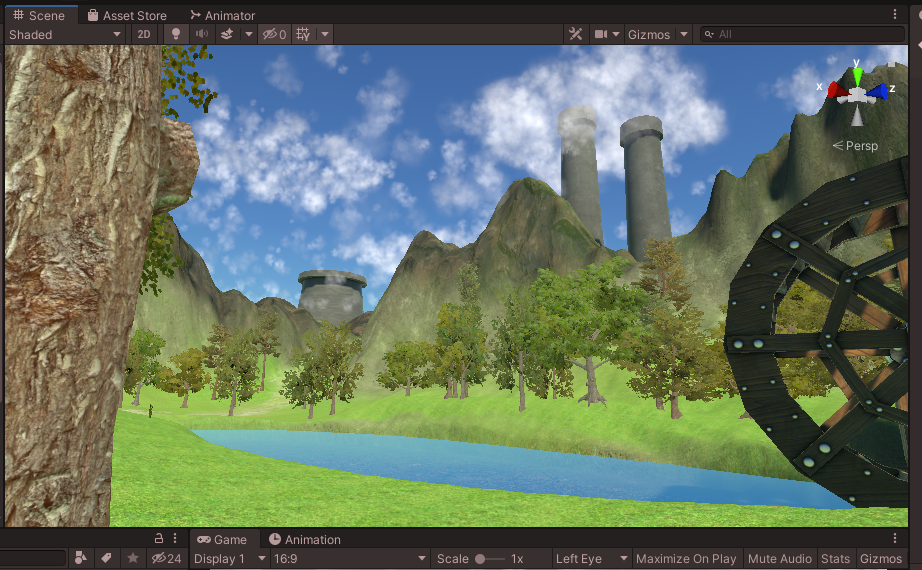 Scene Asset Store Animator
Shaded 2D 0 Gizmos All
y
x z
Persp
Game Animation
24 Display 1 16:9 Scale 1x Left Eye Maximize On Play Mute Audio Stats Gizmos